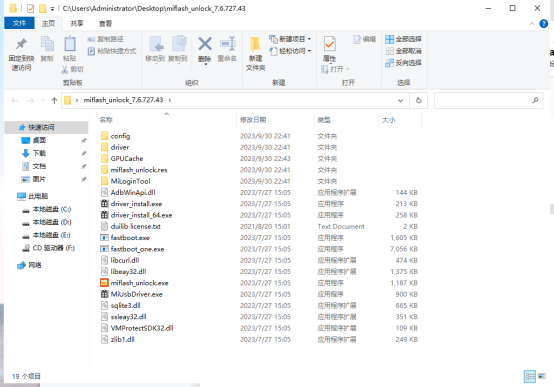 C:\Users\Administrator\Desktop\miflash_unlock_7.6.727.43
文件 主页 共享 查看
固定到快速访问 复制 粘贴 复制路径 粘贴快捷方式 剪切 移动到 复制到 删除 重命名 新建文件夹 新建项目 轻松访问 属性 打开 编辑 全部选择 全部取消 反向选择
剪贴板 组织 新建 打开 选择
miflash_unlock_7.6.727.43
名称 修改日期 类型 大小
快速访问
桌面
下载
文档
图片
此电脑
本地磁盘 (C:)
本地磁盘 (D:)
本地磁盘 (E:)
CD 驱动器 (F:)
网络
config 2023/9/30 22:41 文件夹
driver 2023/9/30 22:41 文件夹
GPUCache 2023/9/30 22:43 文件夹
miflash_unlock.res 2023/9/30 22:41 文件夹
MiLoginTool 2023/9/30 22:41 文件夹
AdbWinApi.dll 2023/7/27 15:05 应用程序扩展 144 KB
driver_install.exe 2023/7/27 15:05 应用程序 213 KB
driver_install_64.exe 2023/7/27 15:05 应用程序 258 KB
duilib license.txt 2021/8/20 15:01 Text Document 2 KB
fastboot.exe 2023/7/27 15:05 应用程序 1,605 KB
fastboot_one.exe 2023/7/27 15:05 应用程序 7,056 KB
libcurl.dll 2023/7/27 15:05 应用程序扩展 474 KB
libeay32.dll 2023/7/27 15:05 应用程序扩展 1,375 KB
miflash_unlock.exe 2023/7/27 15:05 应用程序 1,187 KB
MiUsbDriver.exe 2023/7/27 15:05 应用程序 900 KB
sqlite3.dll 2023/7/27 15:05 应用程序扩展 665 KB
ssleay32.dll 2023/7/27 15:05 应用程序扩展 351 KB
VMProtectSDK32.dll 2023/7/27 15:05 应用程序扩展 109 KB
zlib1.dll 2023/7/27 15:05 应用程序扩展 249 KB
19 个项目